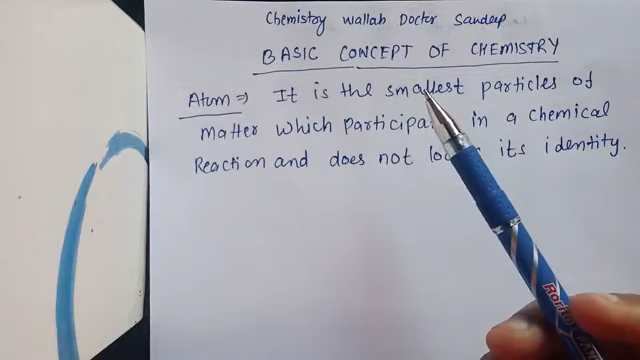 Chemistry Wallah Docter Sandeep
BASIC CONCEPT OF CHEMISTRY
Atom => It is the smallest particles of
matter which in a chemical
Reaction and does not its identity.